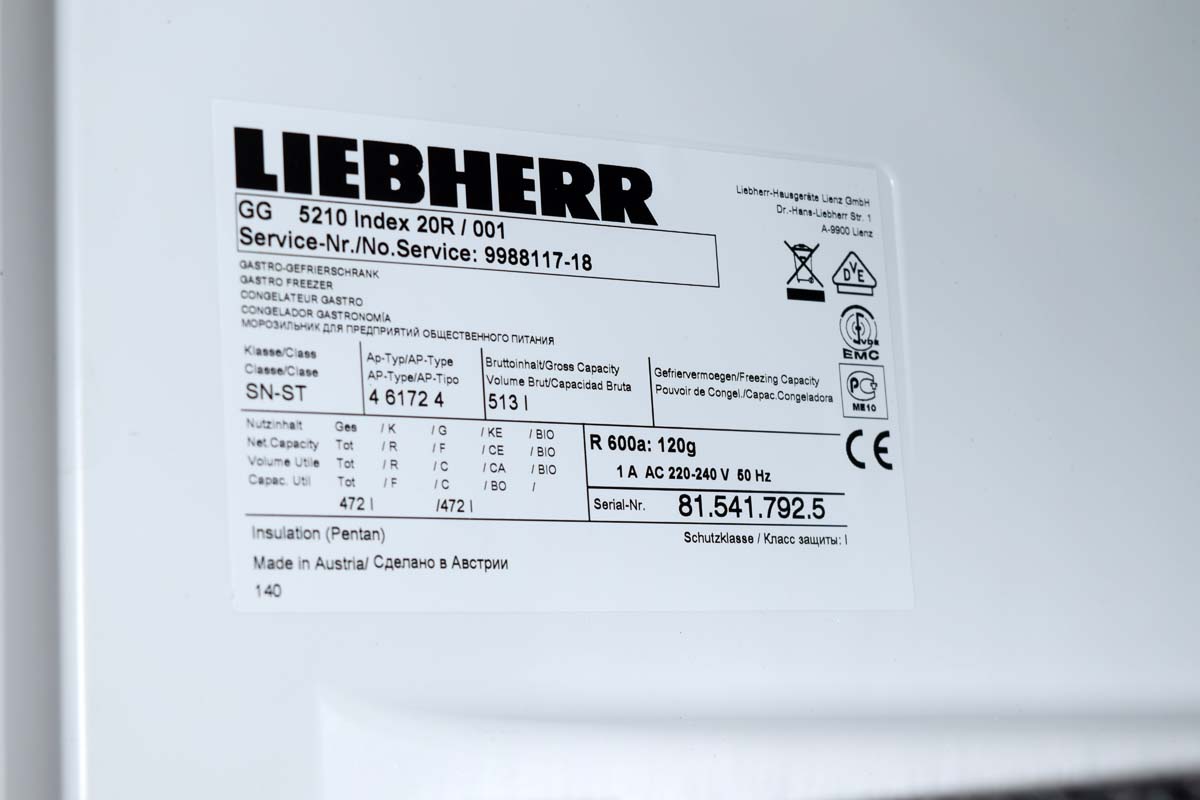 LIEBHERR
GG 5210 Index 20R / 001
Service-Nr./No.Service: 9988117-18
Liebherr-Hausgeräte Lienz GmbH
Dr.-Hans-Liebherr Str. 1
A-9900 Lienz
GASTRO-GEFRIERSCHRANK
GASTRO FREEZER
CONGELATEUR GASTRO
CONGELADOR GASTRONOMÍA
МОРОЗИЛЬНИК ДЛЯ ПРЕДПРИЯТИЙ ОБЩЕСТВЕННОГО ПИТАНИЯ
DVE
VDE
EMC
PC
ME10
CE
Klasse/Class
Classe/Clase
SN-ST
Ap-Typ/AP-Type
AP-Type/AP-Tipo
4 6172 4
Bruttoinhalt/Gross Capacity
Volume Brut/Capacidad Bruta
513 l
Gefriervermoegen/Freezing Capacity
Pouvoir de Congel./Capac.Congeladora
Nutzinhalt Ges / K / G / KE / BIO
Net.Capacity Tot / R / F / CE / BIO
Volume Utile Tot / R / C / CA / BIO
Capac. Util Tot / F / C / BO /
472 l /472 l
R 600a: 120g
1 A AC 220-240 V 50 Hz
Serial-Nr. 81.541.792.5
Insulation (Pentan)
Schutzklasse / Класс защиты: I
Made in Austria/ Сделано в Австрии
140